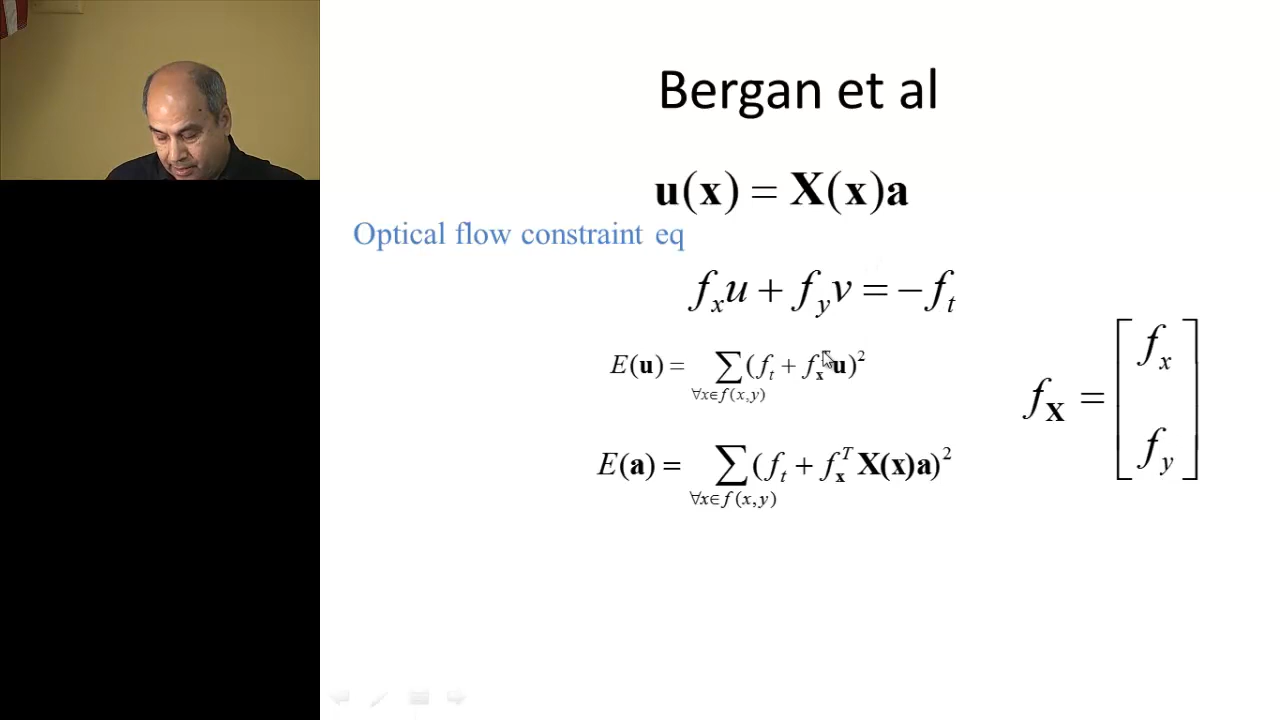 Bergan et al
u(x) = X(x)a
Optical flow constraint eq
f_x u + f_y v = −f_t
E(u) = ∑_{∀x∈f(x,y)} (f_t + f_x^T u)^2
f_X = [ f_x f_y ]
E(a) = ∑_{∀x∈f(x,y)} (f_t + f_x^T X(x)a)^2